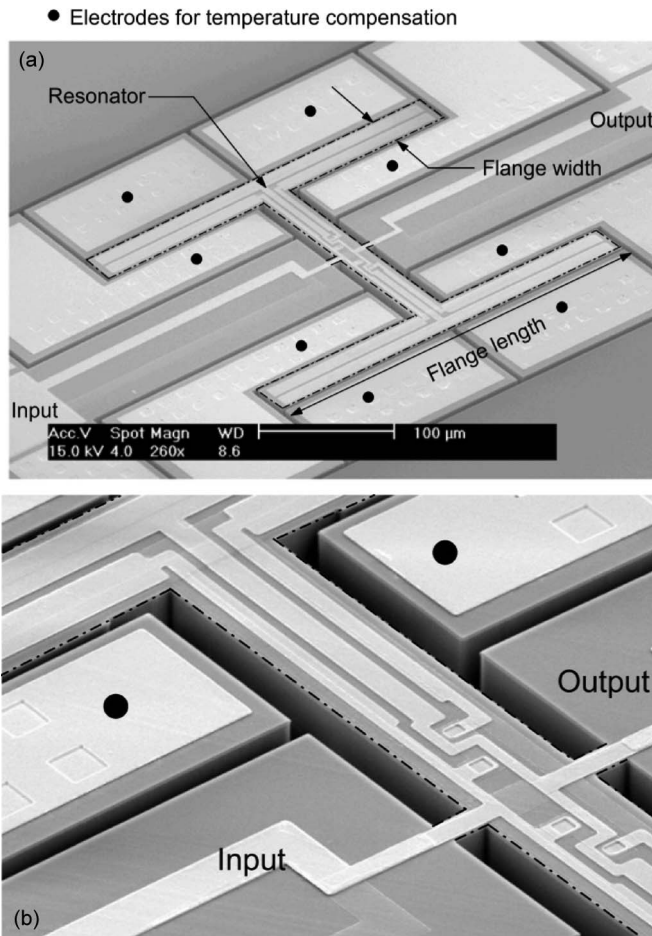 ● Electrodes for temperature compensation
(a)
Resonator
Output
Flange width
Flange length
Input
Acc.V Spot Magn WD 100 μm
15.0 kV 4.0 260x 8.6
Output
Input
(b)